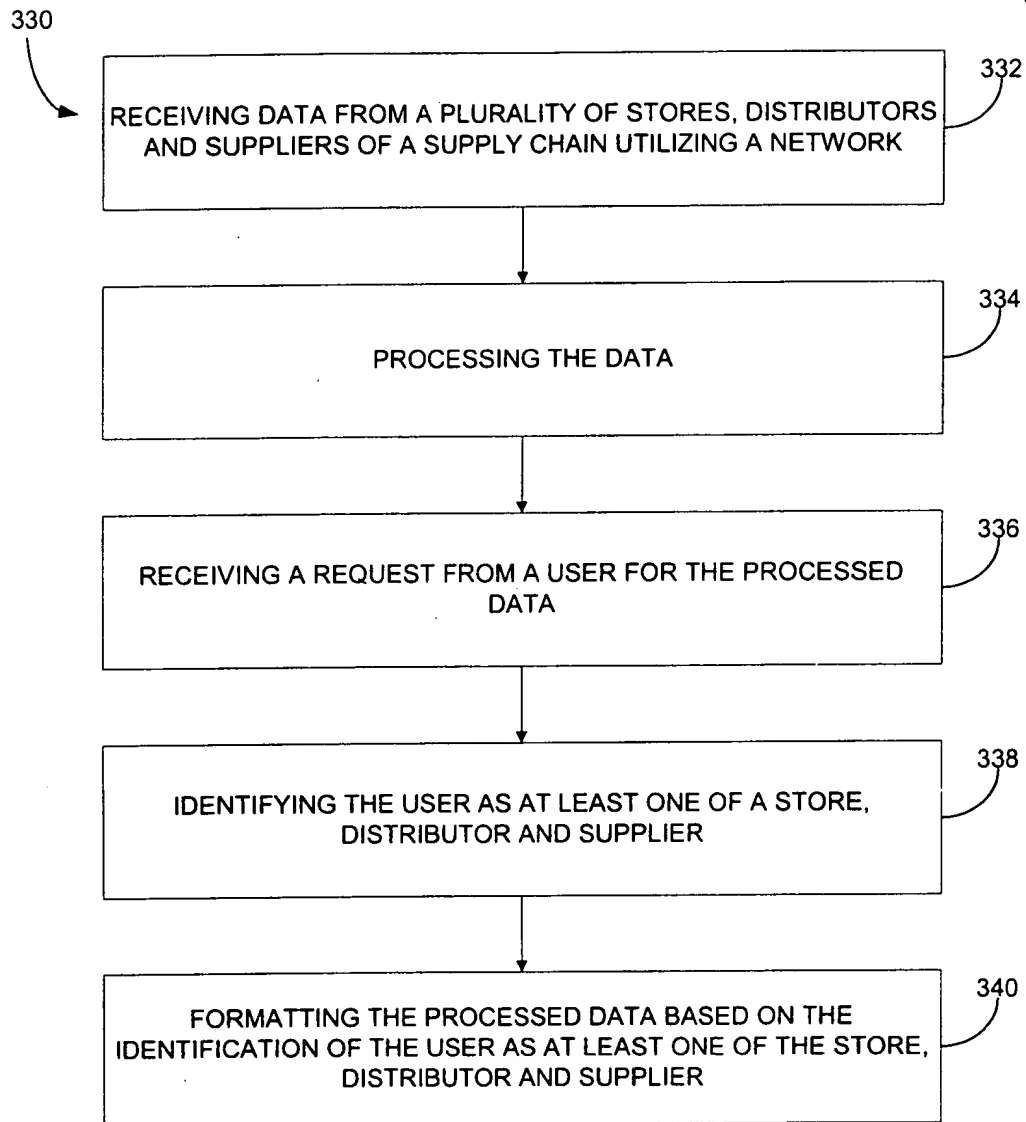 330
332
RECEIVING DATA FROM A PLURALITY OF STORES, DISTRIBUTORS
AND SUPPLIERS OF A SUPPLY CHAIN UTILIZING A NETWORK
334
PROCESSING THE DATA
336
RECEIVING A REQUEST FROM A USER FOR THE PROCESSED
DATA
338
IDENTIFYING THE USER AS AT LEAST ONE OF A STORE,
DISTRIBUTOR AND SUPPLIER
340
FORMATTING THE PROCESSED DATA BASED ON THE
IDENTIFICATION OF THE USER AS AT LEAST ONE OF THE STORE,
DISTRIBUTOR AND SUPPLIER